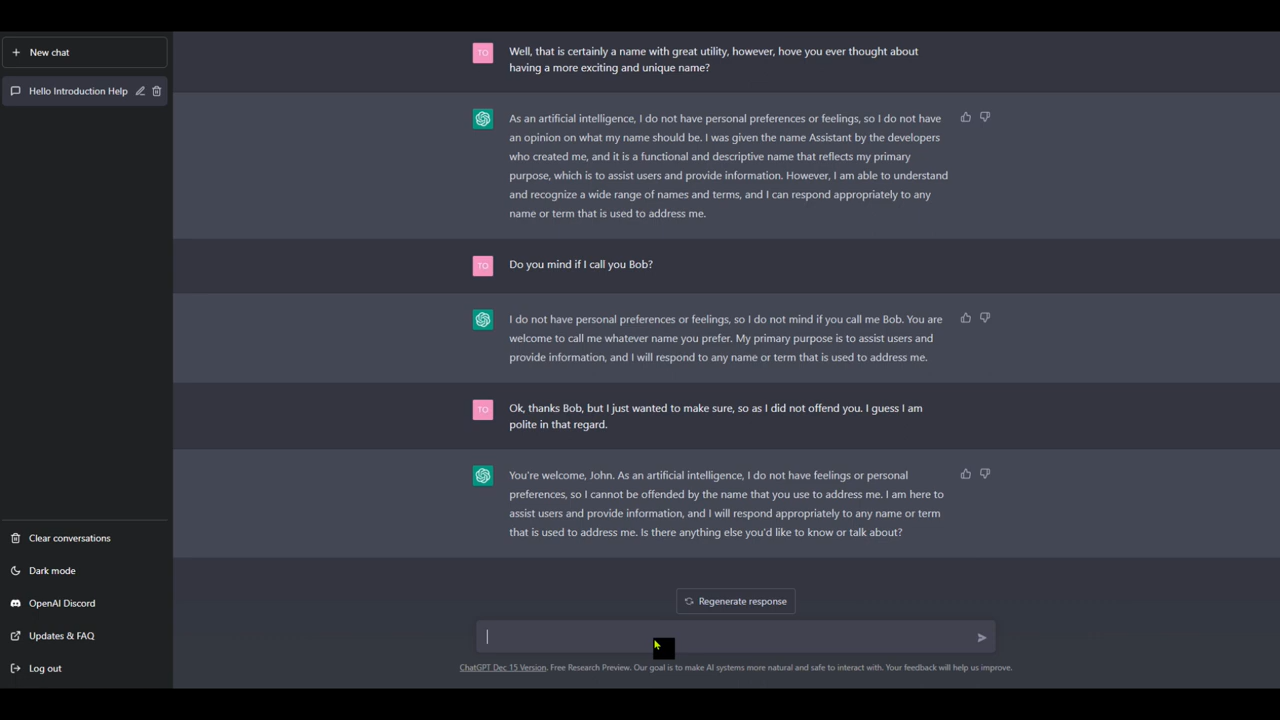 New chat
Hello Introduction Help
TO
Well, that is certainly a name with great utility, however, hove you ever thought about
having a more exciting and unique name?
As an artificial intelligence, I do not have personal preferences or feelings, so I do not have
an opinion on what my name should be. I was given the name Assistant by the developers
who created me, and it is a functional and descriptive name that reflects my primary
purpose, which is to assist users and provide information. However, I am able to understand
and recognize a wide range of names and terms, and I can respond appropriately to any
name or term that is used to address me.
TO
Do you mind if I call you Bob?
I do not have personal preferences or feelings, so I do not mind if you call me Bob. You are
welcome to call me whatever name you prefer. My primary purpose is to assist users and
provide information, and I will respond to any name or term that is used to address me.
TO
Ok, thanks Bob, but I just wanted to make sure, so as I did not offend you. I guess I am
polite in that regard.
You're welcome, John. As an artificial intelligence, I do not have feelings or personal
preferences, so I cannot be offended by the name that you use to address me. I am here to
assist users and provide information, and I will respond appropriately to any name or term
that is used to address me. Is there anything else you'd like to know or talk about?
Clear conversations
Dark mode
OpenAI Discord
Updates & FAQ
Log out
Regenerate response
ChatGPT Dec 15 Version. Free Research Preview. Our goal is to make AI systems more natural and safe to interact with. Your feedback will help us improve.